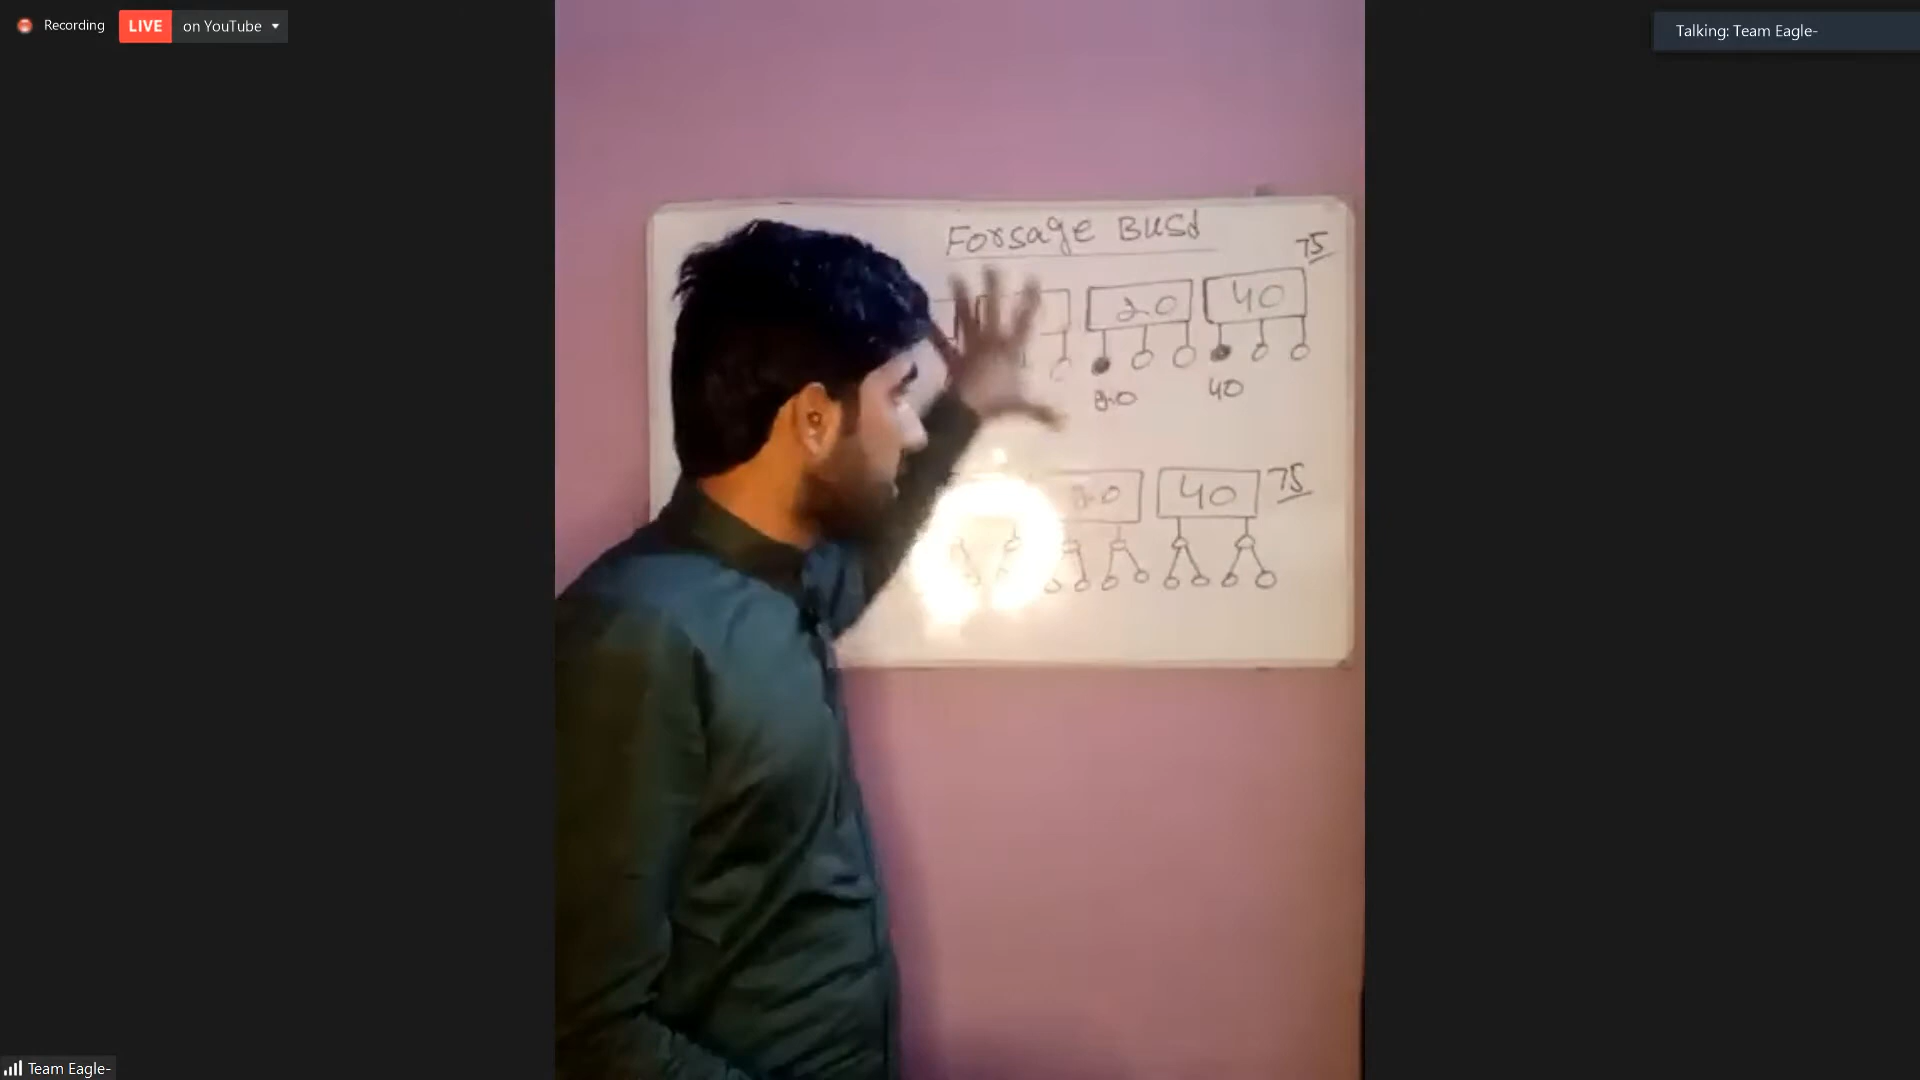 Recording LIVE on YouTube
Talking: Team Eagle-
Forsage BUSd
75
20 40
20 40
20 40 75
Team Eagle-